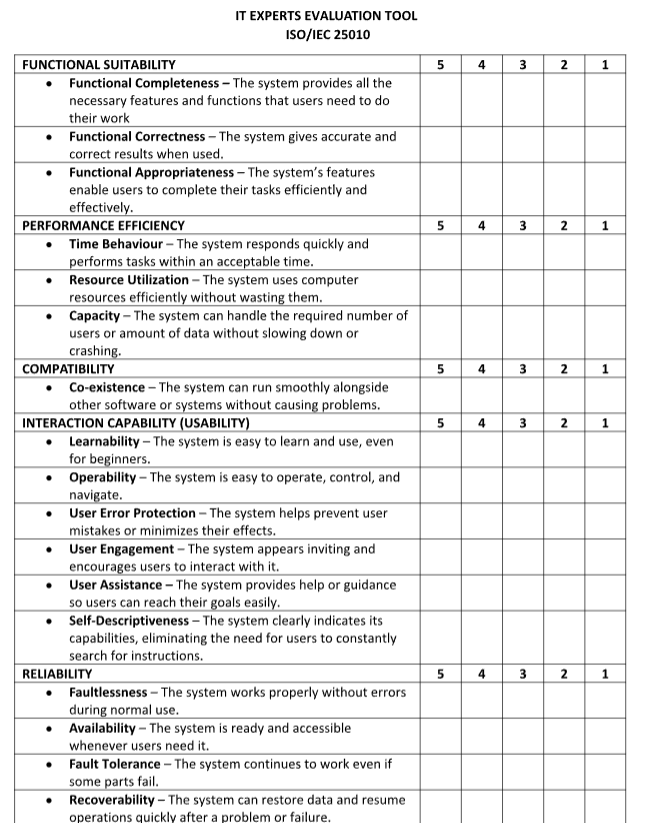 IT EXPERTS EVALUATION TOOL
ISO/IEC 25010
FUNCTIONAL SUITABILITY 5 4 3 2 1
• Functional Completeness – The system provides all the
necessary features and functions that users need to do
their work
• Functional Correctness – The system gives accurate and
correct results when used.
• Functional Appropriateness – The system's features
enable users to complete their tasks efficiently and
effectively.
PERFORMANCE EFFICIENCY 5 4 3 2 1
• Time Behaviour – The system responds quickly and
performs tasks within an acceptable time.
• Resource Utilization – The system uses computer
resources efficiently without wasting them.
• Capacity – The system can handle the required number of
users or amount of data without slowing down or
crashing.
COMPATIBILITY 5 4 3 2 1
• Co-existence – The system can run smoothly alongside
other software or systems without causing problems.
INTERACTION CAPABILITY (USABILITY) 5 4 3 2 1
• Learnability – The system is easy to learn and use, even
for beginners.
• Operability – The system is easy to operate, control, and
navigate.
• User Error Protection – The system helps prevent user
mistakes or minimizes their effects.
• User Engagement – The system appears inviting and
encourages users to interact with it.
• User Assistance – The system provides help or guidance
so users can reach their goals easily.
• Self-Descriptiveness – The system clearly indicates its
capabilities, eliminating the need for users to constantly
search for instructions.
RELIABILITY 5 4 3 2 1
• Faultlessness – The system works properly without errors
during normal use.
• Availability – The system is ready and accessible
whenever users need it.
• Fault Tolerance – The system continues to work even if
some parts fail.
• Recoverability – The system can restore data and resume
operations quickly after a problem or failure.